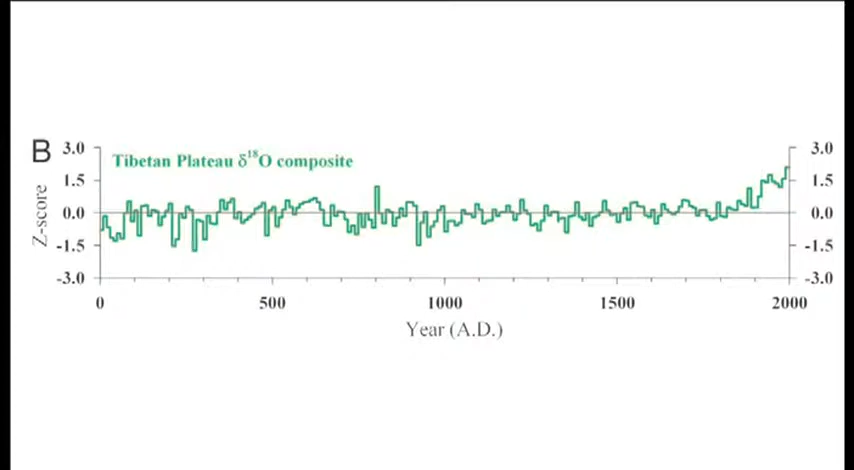 B
Tibetan Plateau δ¹⁸O composite
3.0 3.0
1.5 1.5
0.0 0.0
-1.5 -1.5
-3.0 -3.0
Z-score
0 500 1000 1500 2000
Year (A.D.)